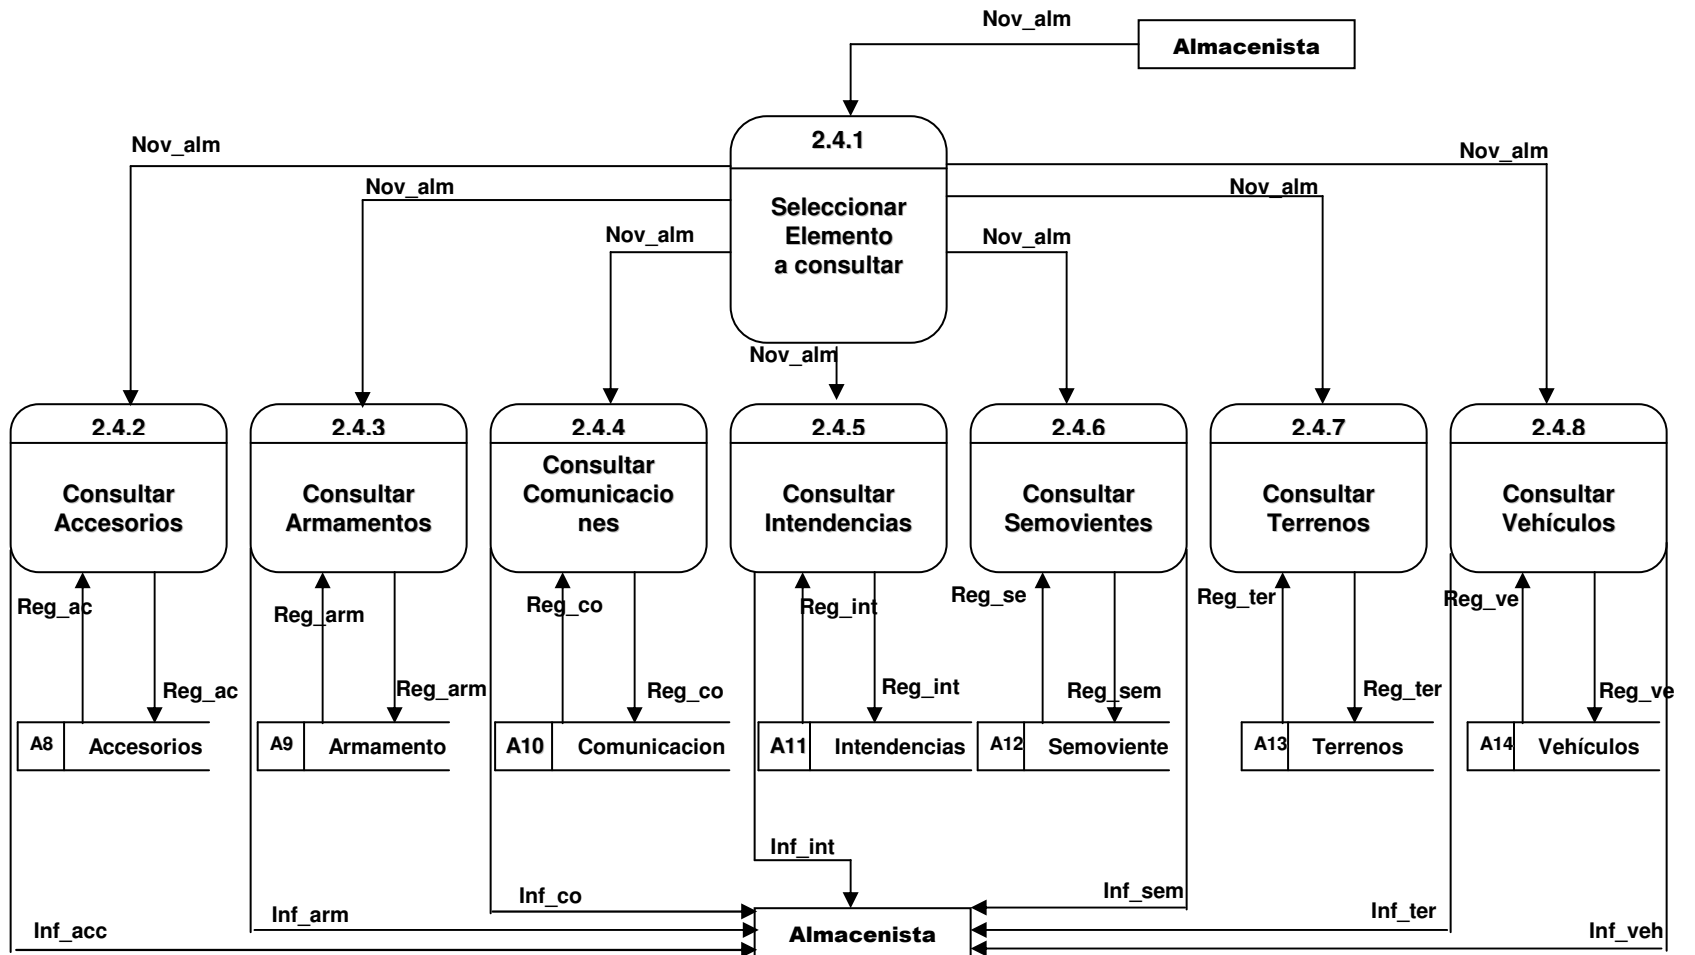 Nov_alm
Almacenista
2.4.1
Seleccionar
Elemento
a consultar
Nov_alm
Nov_alm
Nov_alm
Nov_alm
Nov_alm
Nov_alm
Nov_alm
2.4.2
Consultar
Accesorios
2.4.3
Consultar
Armamentos
2.4.4
Consultar
Comunicacio
nes
2.4.5
Consultar
Intendencias
2.4.6
Consultar
Semovientes
2.4.7
Consultar
Terrenos
2.4.8
Consultar
Vehículos
Reg_ac
Reg_arm
Reg_co
Reg_int
Reg_se
Reg_ter
Reg_ve
Reg_ac
Reg_arm
Reg_co
Reg_int
Reg_sem
Reg_ter
Reg_ve
A8 Accesorios
A9 Armamento
A10 Comunicacion
A11 Intendencias
A12 Semoviente
A13 Terrenos
A14 Vehículos
Inf_int
Inf_co
Inf_sem
Inf_arm
Inf_ter
Inf_acc
Inf_veh
Almacenista